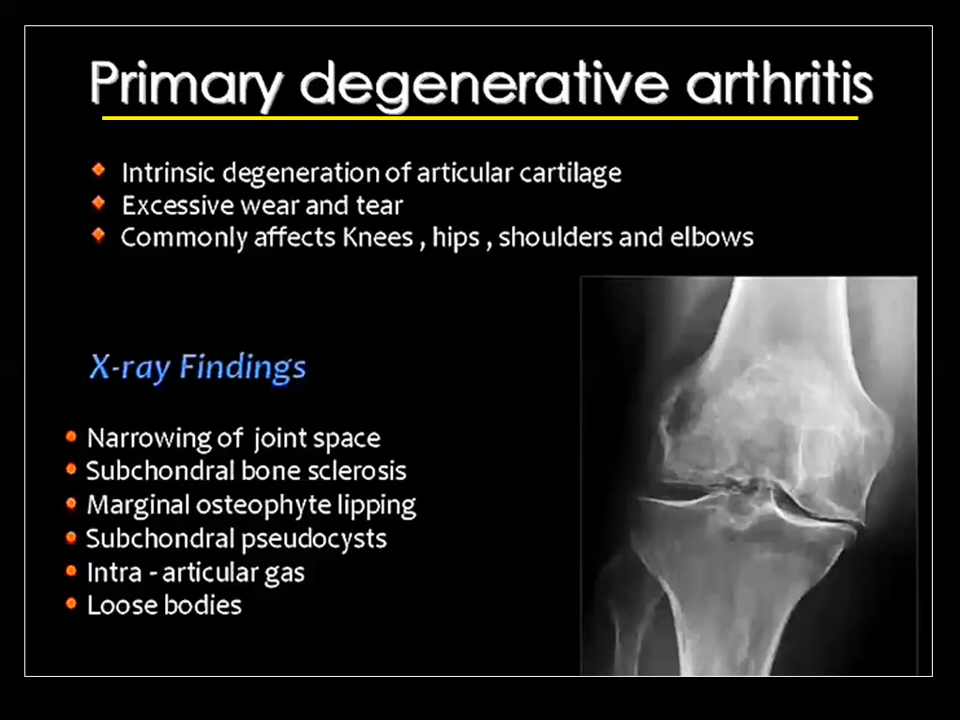 Primary degenerative arthritis
Intrinsic degeneration of articular cartilage
Excessive wear and tear
Commonly affects Knees , hips , shoulders and elbows
X-ray Findings
Narrowing of joint space
Subchondral bone sclerosis
Marginal osteophyte lipping
Subchondral pseudocysts
Intra - articular gas
Loose bodies